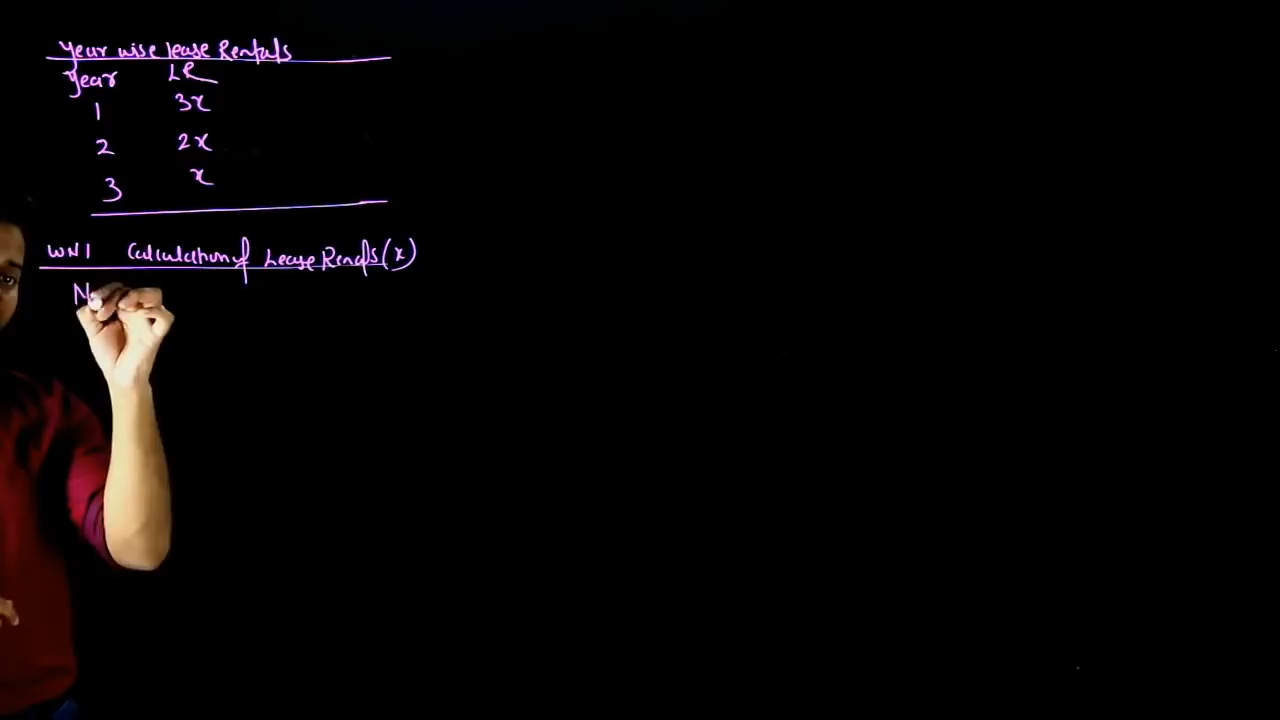 Year wise lease Rentals
Year LR
1 3x
2 2x
3 x
WN1 Calculation of Lease Rentals (x)
N